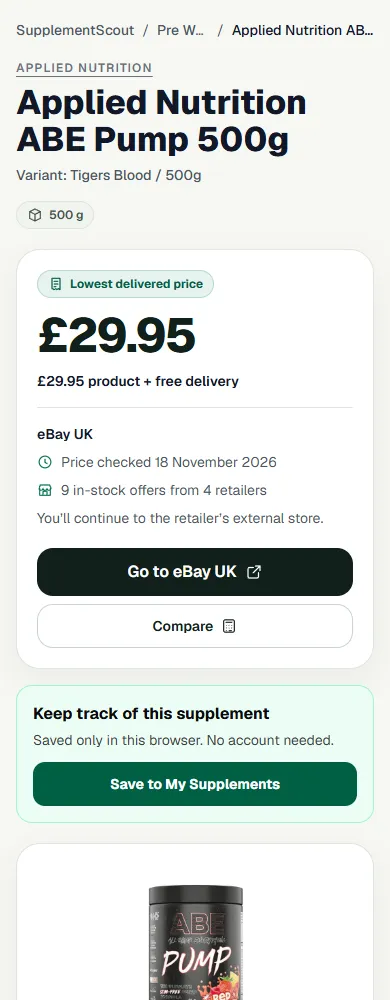 SupplementScout / Pre W... / Applied Nutrition AB...
APPLIED NUTRITION
Applied Nutrition
ABE Pump 500g
Variant: Tigers Blood / 500g
500 g
Lowest delivered price
£29.95
£29.95 product + free delivery
eBay UK
Price checked 18 November 2026
9 in-stock offers from 4 retailers
You'll continue to the retailer's external store.
Go to eBay UK
Compare
Keep track of this supplement
Saved only in this browser. No account needed.
Save to My Supplements
ABE
PUMP